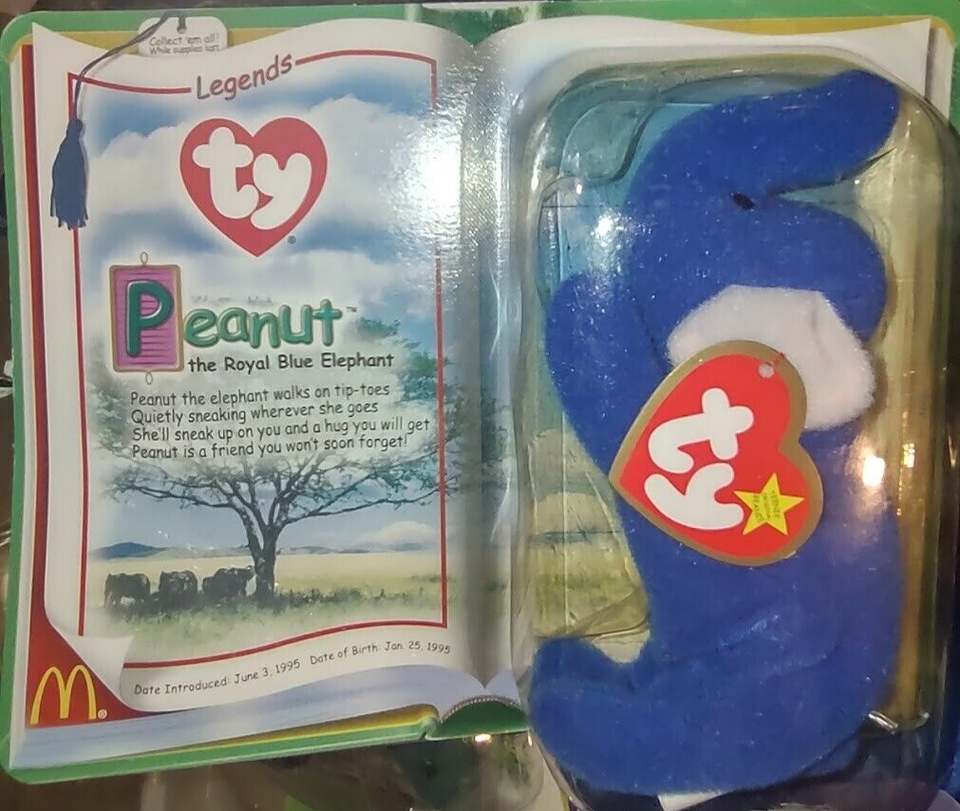 Collect 'em all!
While supplies last.
Legends
ty®
Peanut™
the Royal Blue Elephant
Peanut the elephant walks on tip-toes
Quietly sneaking wherever she goes
She'll sneak up on you and a hug you will get
Peanut is a friend you won't soon forget!
Date Introduced: June 3, 1995 Date of Birth: Jan. 25, 1995
M®
ty